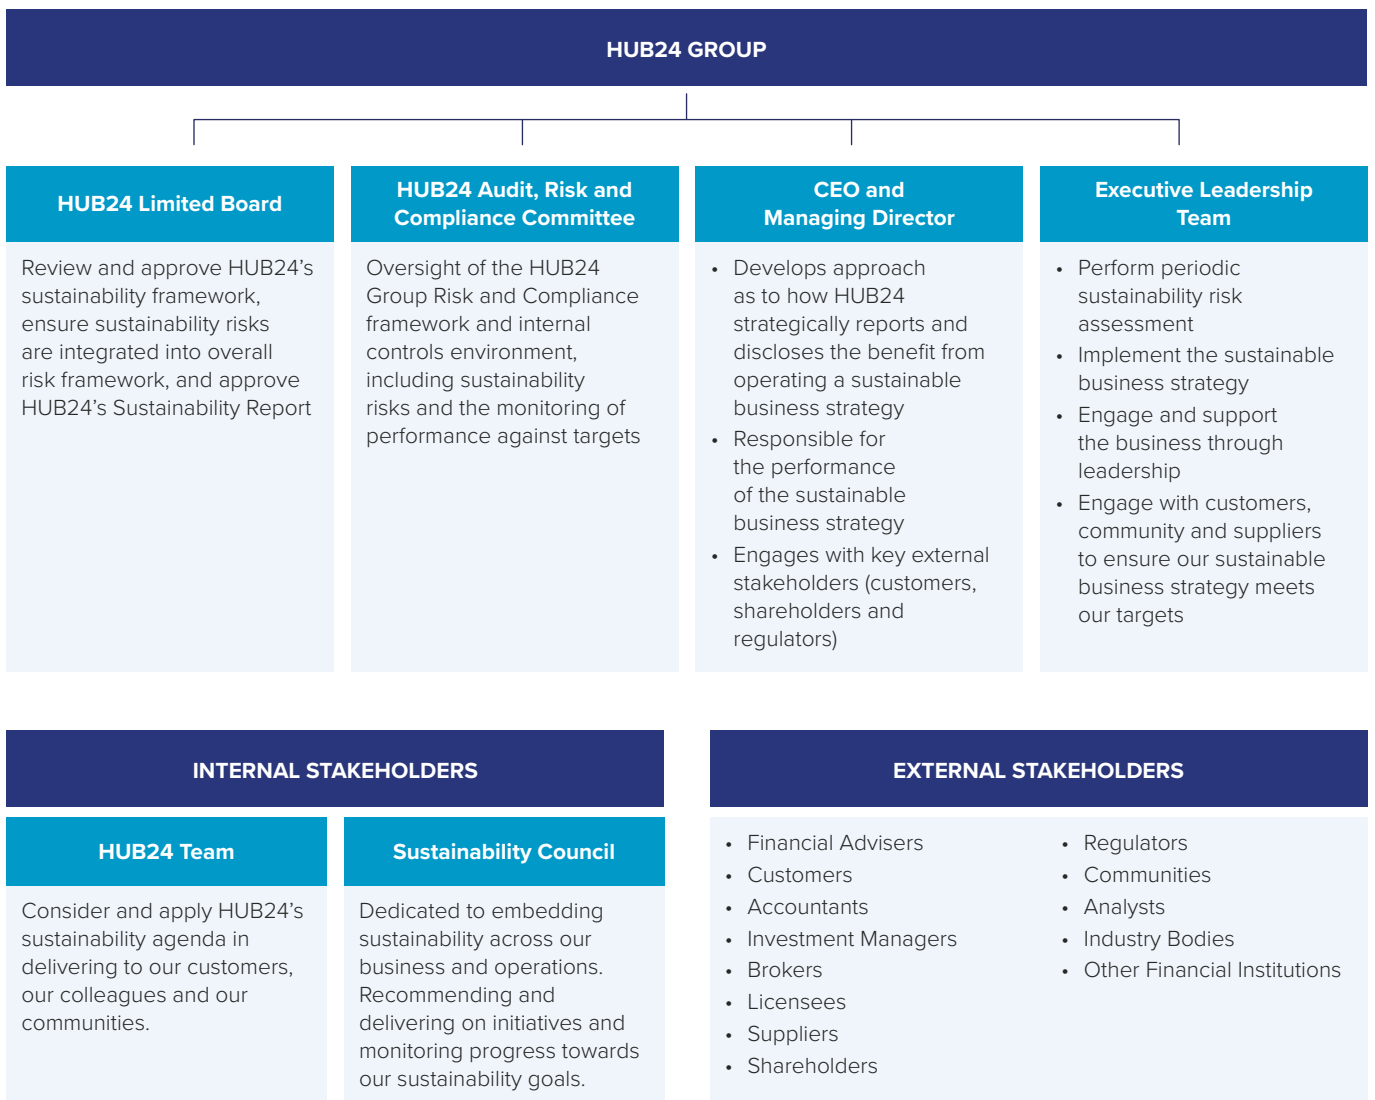 HUB24 GROUP
HUB24 Limited Board
Review and approve HUB24’s
sustainability framework,
ensure sustainability risks
are integrated into overall
risk framework, and approve
HUB24’s Sustainability Report
HUB24 Audit, Risk and
Compliance Committee
Oversight of the HUB24
Group Risk and Compliance
framework and internal
controls environment,
including sustainability
risks and the monitoring of
performance against targets
CEO and
Managing Director
• Develops approach
as to how HUB24
strategically reports and
discloses the benefit from
operating a sustainable
business strategy
• Responsible for
the performance
of the sustainable
business strategy
• Engages with key external
stakeholders (customers,
shareholders and
regulators)
Executive Leadership
Team
• Perform periodic
sustainability risk
assessment
• Implement the sustainable
business strategy
• Engage and support
the business through
leadership
• Engage with customers,
community and suppliers
to ensure our sustainable
business strategy meets
our targets
INTERNAL STAKEHOLDERS
HUB24 Team
Consider and apply HUB24’s
sustainability agenda in
delivering to our customers,
our colleagues and our
communities.
Sustainability Council
Dedicated to embedding
sustainability across our
business and operations.
Recommending and
delivering on initiatives and
monitoring progress towards
our sustainability goals.
EXTERNAL STAKEHOLDERS
• Financial Advisers
• Customers
• Accountants
• Investment Managers
• Brokers
• Licensees
• Suppliers
• Shareholders
• Regulators
• Communities
• Analysts
• Industry Bodies
• Other Financial Institutions